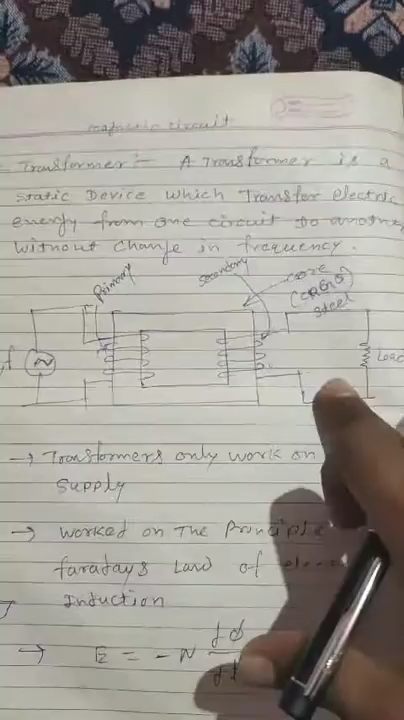 magnetic circuit
Transformer :- A Transformer is a
Static Device which Transfor electric
energy from one circuit to another
without change in frequency.
Primary
Secondary
core
(CRGO)
Steel
Load
→ Transformers only work on
supply
→ worked on The Principle
faradays Law of
Induction
→ E = -N dφ